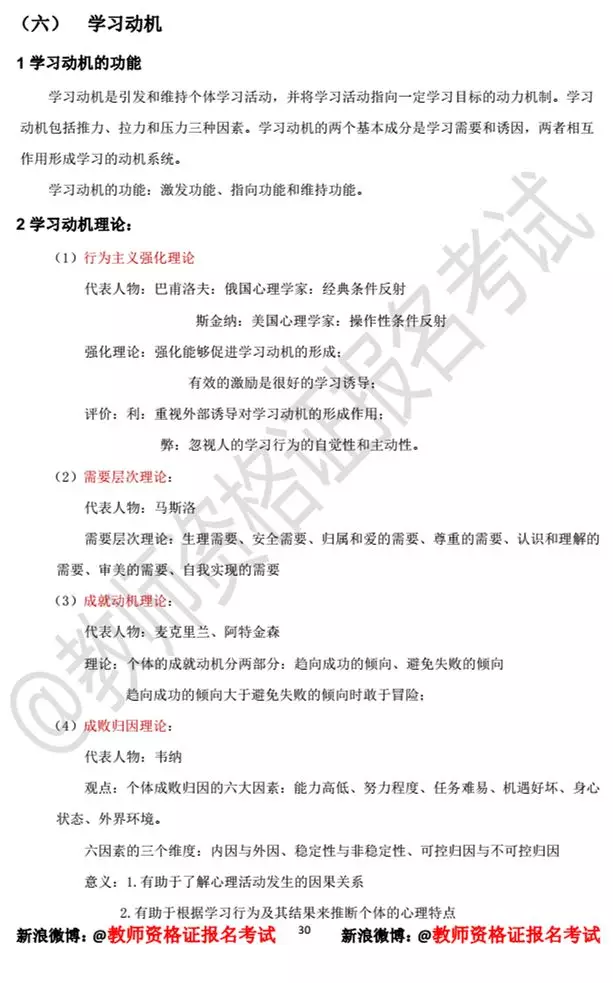 （六） 学习动机
1 学习动机的功能
学习动机是引发和维持个体学习活动，并将学习活动指向一定学习目标的动力机制。学习
动机包括推力、拉力和压力三种因素。学习动机的两个基本成分是学习需要和诱因，两者相互
作用形成学习的动机系统。
学习动机的功能：激发功能、指向功能和维持功能。
2 学习动机理论：
（1）行为主义强化理论
代表人物：巴甫洛夫：俄国心理学家：经典条件反射
斯金纳：美国心理学家：操作性条件反射
强化理论：强化能够促进学习动机的形成；
有效的激励是很好的学习诱导；
评价：利：重视外部诱导对学习动机的形成作用；
弊：忽视人的学习行为的自觉性和主动性。
（2）需要层次理论：
代表人物：马斯洛
需要层次理论：生理需要、安全需要、归属和爱的需要、尊重的需要、认识和理解的
需要、审美的需要、自我实现的需要
（3）成就动机理论：
代表人物：麦克里兰、阿特金森
理论：个体的成就动机分两部分：趋向成功的倾向、避免失败的倾向
趋向成功的倾向大于避免失败的倾向时敢于冒险；
（4）成败归因理论：
代表人物：韦纳
观点：个体成败归因的六大因素：能力高低、努力程度、任务难易、机遇好坏、身心
状态、外界环境。
六因素的三个维度：内因与外因、稳定性与非稳定性、可控归因与不可控归因
意义：1.有助于了解心理活动发生的因果关系
2.有助于根据学习行为及其结果来推断个体的心理特点
新浪微博：@教师资格证报名考试 30 新浪微博：@教师资格证报名考试
@教师资格证报名考试